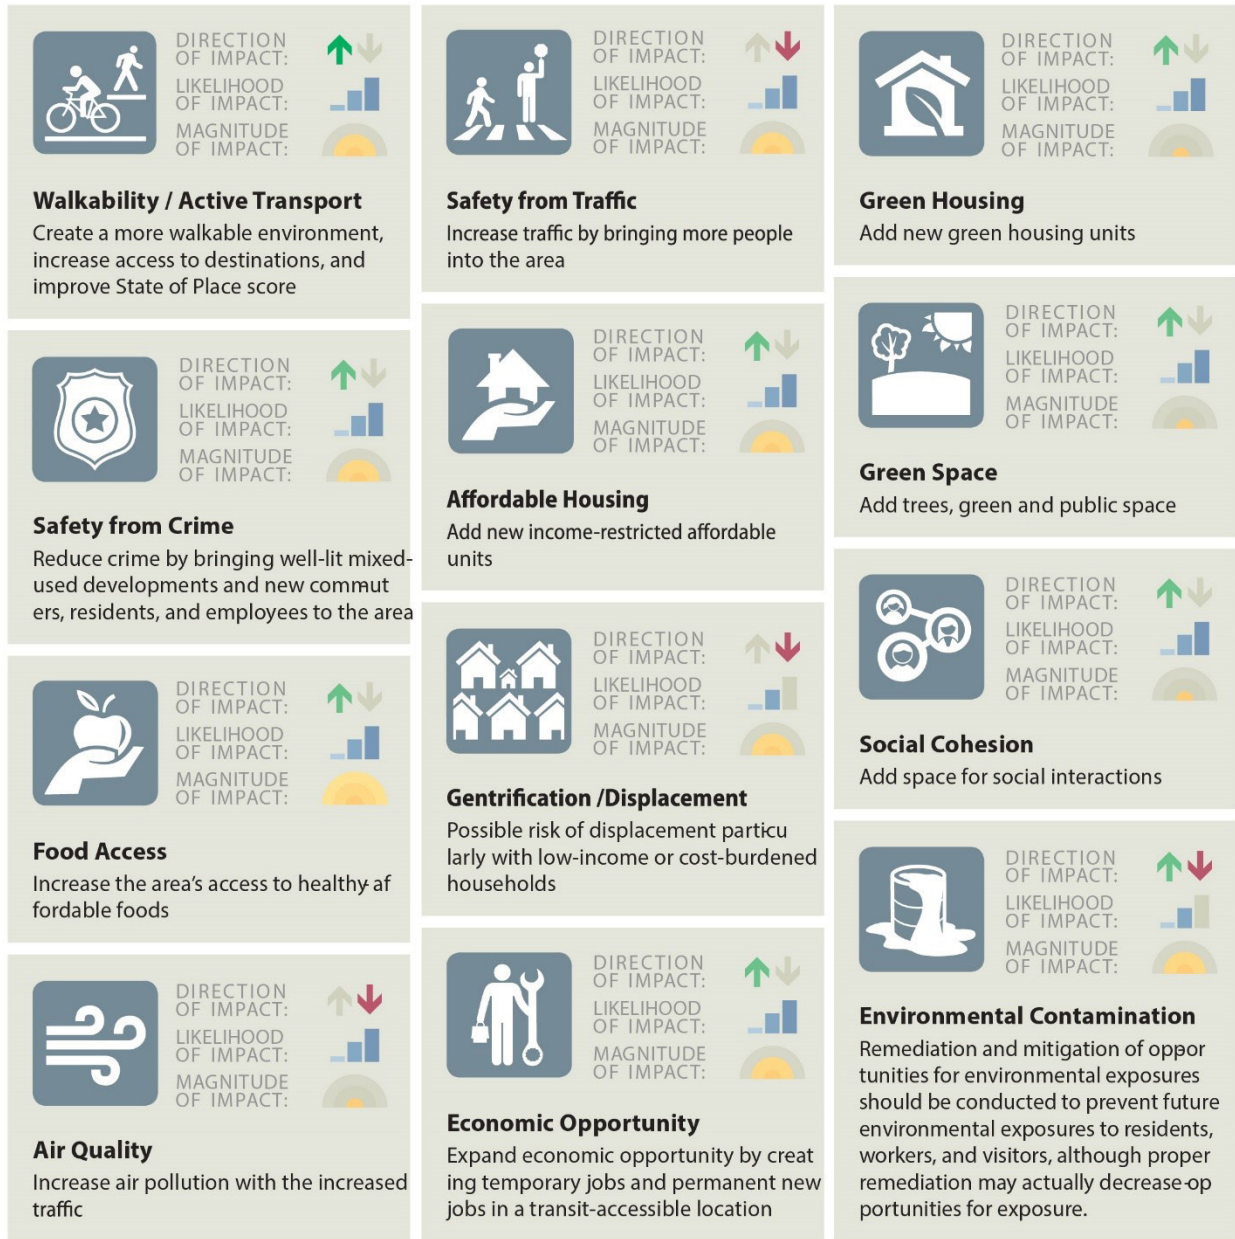 DIRECTION
OF IMPACT:
LIKELIHOOD
OF IMPACT:
MAGNITUDE
OF IMPACT:
Walkability / Active Transport
Create a more walkable environment,
increase access to destinations, and
improve State of Place score
DIRECTION
OF IMPACT:
LIKELIHOOD
OF IMPACT:
MAGNITUDE
OF IMPACT:
Safety from Crime
Reduce crime by bringing well-lit mixed-
used developments and new commut
ers, residents, and employees to the area
DIRECTION
OF IMPACT:
LIKELIHOOD
OF IMPACT:
MAGNITUDE
OF IMPACT:
Food Access
Increase the area's access to healthy af
fordable foods
DIRECTION
OF IMPACT:
LIKELIHOOD
OF IMPACT:
MAGNITUDE
OF IMPACT:
Air Quality
Increase air pollution with the increased
traffic
DIRECTION
OF IMPACT:
LIKELIHOOD
OF IMPACT:
MAGNITUDE
OF IMPACT:
Safety from Traffic
Increase traffic by bringing more people
into the area
DIRECTION
OF IMPACT:
LIKELIHOOD
OF IMPACT:
MAGNITUDE
OF IMPACT:
Affordable Housing
Add new income-restricted affordable
units
DIRECTION
OF IMPACT:
LIKELIHOOD
OF IMPACT:
MAGNITUDE
OF IMPACT:
Gentrification /Displacement
Possible risk of displacement particu
larly with low-income or cost-burdened
households
DIRECTION
OF IMPACT:
LIKELIHOOD
OF IMPACT:
MAGNITUDE
OF IMPACT:
Economic Opportunity
Expand economic opportunity by creat
ing temporary jobs and permanent new
jobs in a transit-accessible location
DIRECTION
OF IMPACT:
LIKELIHOOD
OF IMPACT:
MAGNITUDE
OF IMPACT:
Green Housing
Add new green housing units
DIRECTION
OF IMPACT:
LIKELIHOOD
OF IMPACT:
MAGNITUDE
OF IMPACT:
Green Space
Add trees, green and public space
DIRECTION
OF IMPACT:
LIKELIHOOD
OF IMPACT:
MAGNITUDE
OF IMPACT:
Social Cohesion
Add space for social interactions
DIRECTION
OF IMPACT:
LIKELIHOOD
OF IMPACT:
MAGNITUDE
OF IMPACT:
Environmental Contamination
Remediation and mitigation of oppor
tunities for environmental exposures
should be conducted to prevent future
environmental exposures to residents,
workers, and visitors, although proper
remediation may actually decrease-op
portunities for exposure.